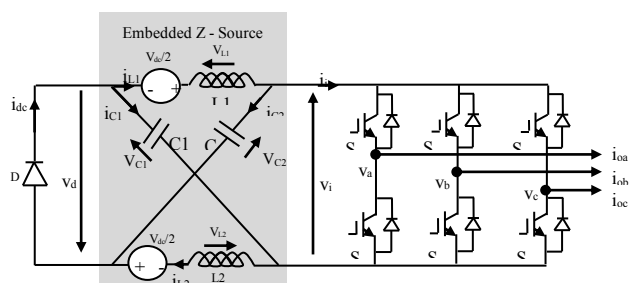 Embedded Z - Source
Vdc/2
VL1
iL1
- +
L1
ii
idc
iC1
iC2
C1
C
VC1
VC2
D
vd
vi
S
S
S
va
vb
vc
ioa
iob
ioc
Vdc/2
VL2
+ -
iL2
L2
S
S
S